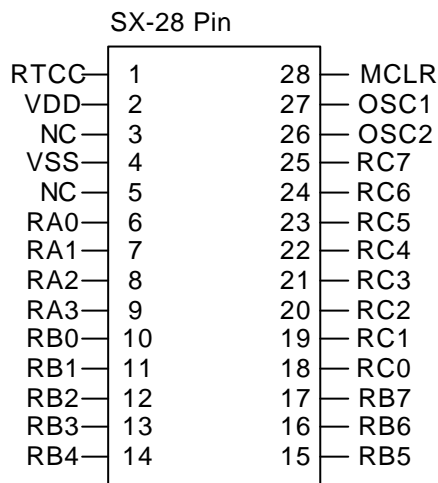 SX-28 Pin
RTCC 1 28 MCLR
VDD 2 27 OSC1
NC 3 26 OSC2
VSS 4 25 RC7
NC 5 24 RC6
RA0 6 23 RC5
RA1 7 22 RC4
RA2 8 21 RC3
RA3 9 20 RC2
RB0 10 19 RC1
RB1 11 18 RC0
RB2 12 17 RB7
RB3 13 16 RB6
RB4 14 15 RB5